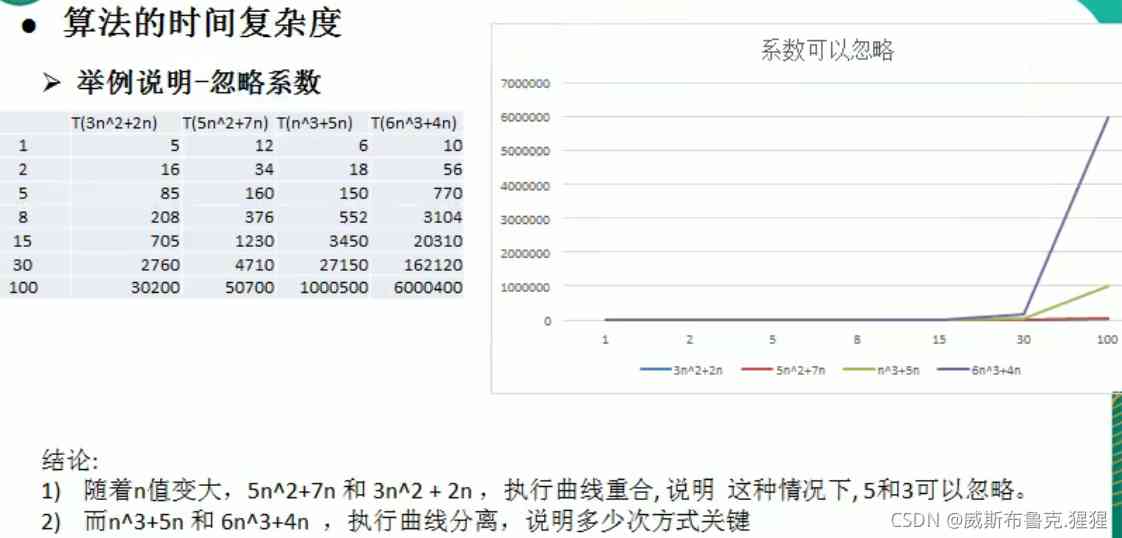 ● 算法的时间复杂度
➢ 举例说明-忽略系数
T(3n^2+2n) T(5n^2+7n) T(n^3+5n) T(6n^3+4n)
1 5 12 6 10
2 16 34 18 56
5 85 160 150 770
8 208 376 552 3104
15 705 1230 3450 20310
30 2760 4710 27150 162120
100 30200 50700 1000500 6000400
系数可以忽略
7000000
6000000
5000000
4000000
3000000
2000000
1000000
0
1 2 5 8 15 30 100
3n^2+2n 5n^2+7n n^3+5n 6n^3+4n
结论:
1) 随着n值变大，5n^2+7n 和 3n^2 + 2n ，执行曲线重合, 说明 这种情况下, 5和3可以忽略。
2) 而n^3+5n 和 6n^3+4n ，执行曲线分离，说明多少次方式关键
CSDN @威斯布鲁克.猩猩